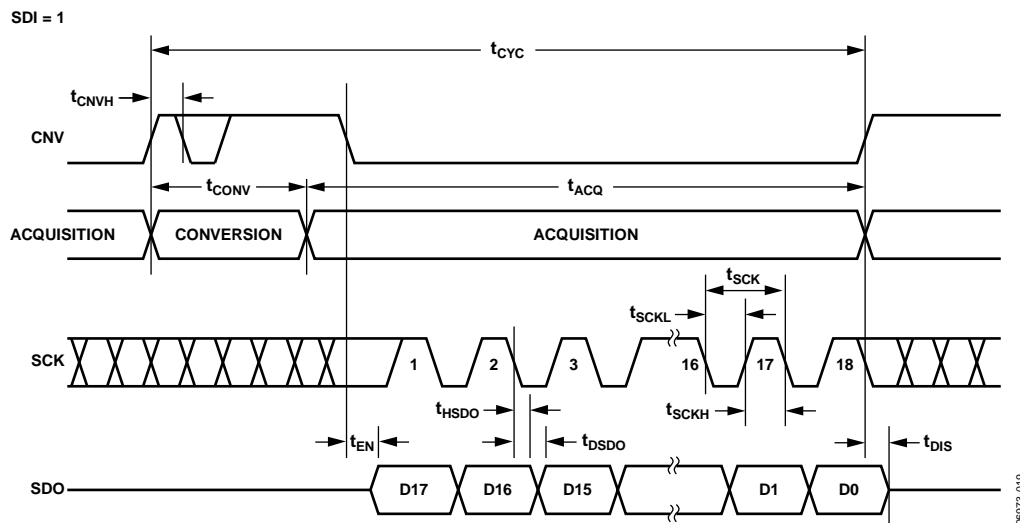 SDI = 1
tCYC
tCNVH
CNV
tCONV
tACQ
ACQUISITION CONVERSION ACQUISITION
tSCK
tSCKL
SCK 1 2 3 16 17 18
tHSDO
tSCKH
tEN
tDSDO
tDIS
SDO D17 D16 D15 D1 D0